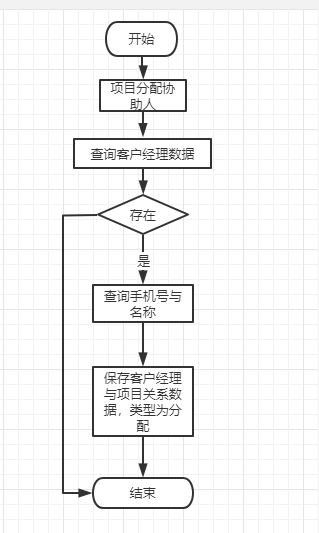 开始
项目分配协
助人
查询客户经理数据
存在
是
查询手机号与
名称
保存客户经理
与项目关系数
据，类型为分
配
结束